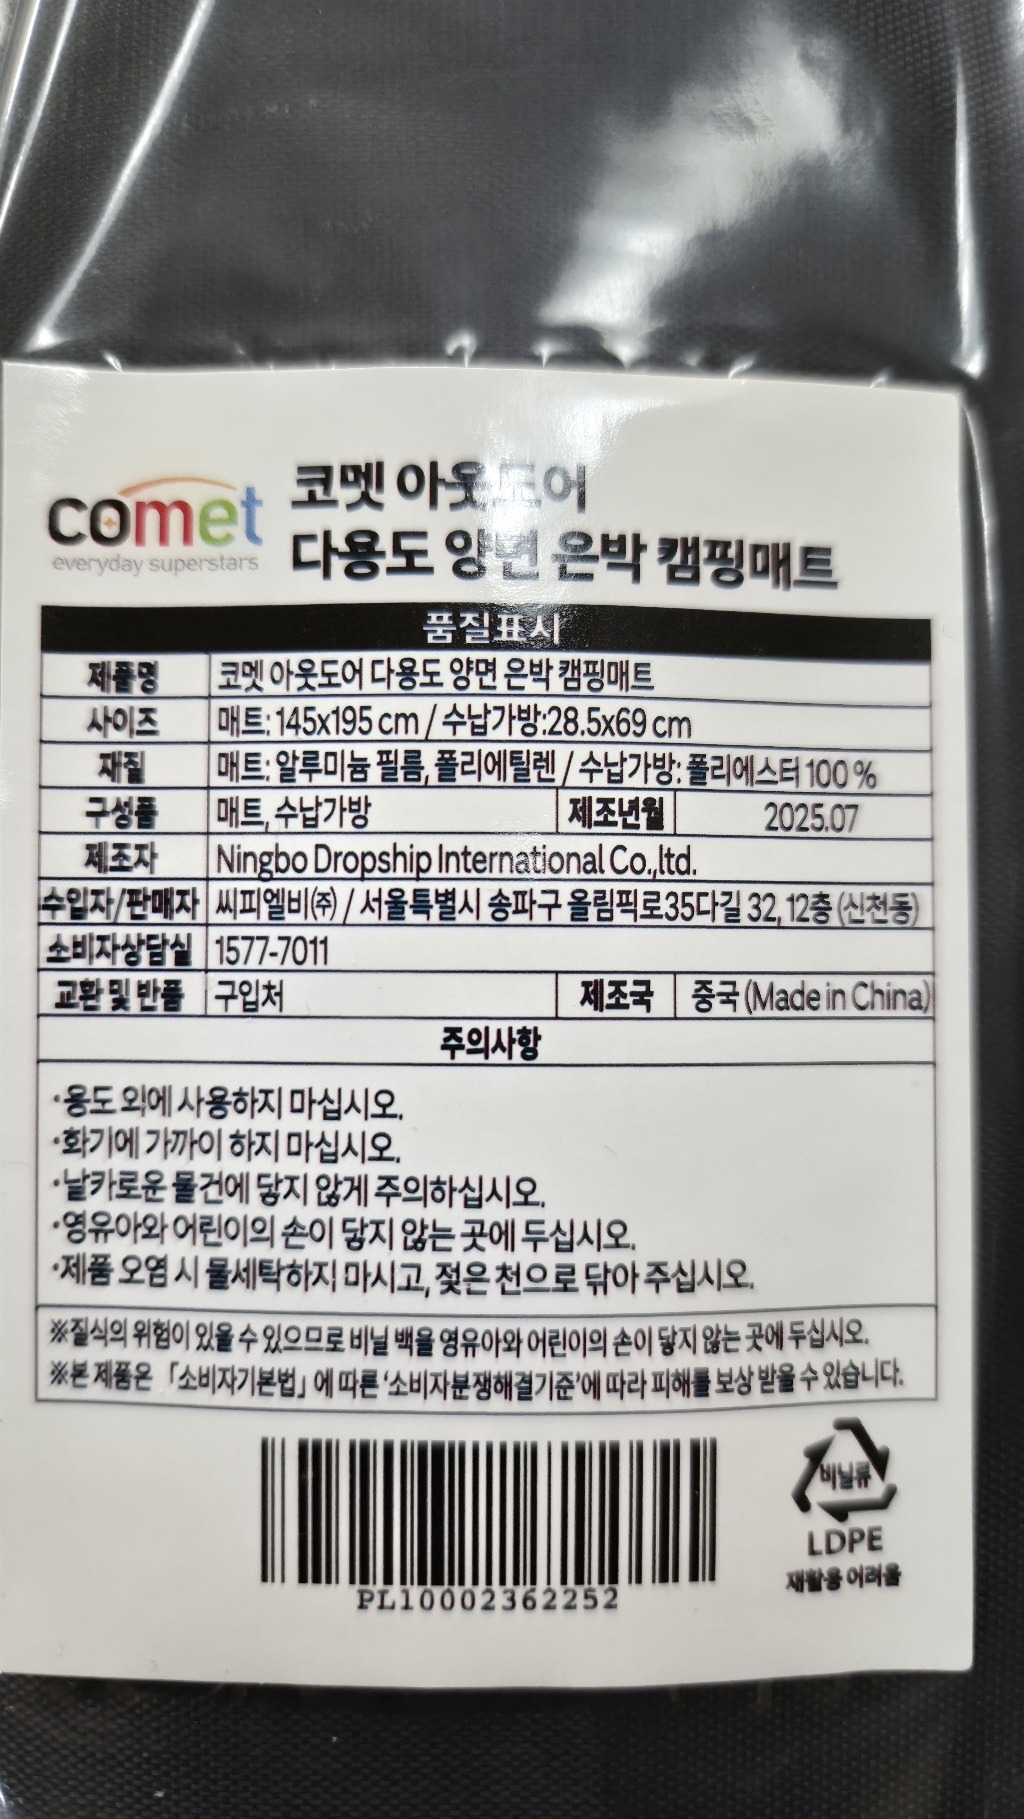 comet
everyday superstars
코멧 아웃도어
다용도 양면 은박 캠핑매트
품질표시
제품명 코멧 아웃도어 다용도 양면 은박 캠핑매트
사이즈 매트: 145x195 cm / 수납가방:28.5x69 cm
재질 매트: 알루미늄 필름, 폴리에틸렌 / 수납가방: 폴리에스터 100 %
구성품 매트, 수납가방 제조년월 2025.07
제조자 Ningbo Dropship International Co.,ltd.
수입자/판매자 씨피엘비㈜ / 서울특별시 송파구 올림픽로35다길 32, 12층 (신천동)
소비자상담실 1577-7011
교환 및 반품 구입처 제조국 중국 (Made in China)
주의사항
·용도 외에 사용하지 마십시오.
·화기에 가까이 하지 마십시오.
·날카로운 물건에 닿지 않게 주의하십시오.
·영유아와 어린이의 손이 닿지 않는 곳에 두십시오.
·제품 오염 시 물세탁하지 마시고, 젖은 천으로 닦아 주십시오.
※질식의 위험이 있을 수 있으므로 비닐 백을 영유아와 어린이의 손이 닿지 않는 곳에 두십시오.
※본 제품은 「소비자기본법」에 따른 '소비자분쟁해결기준'에 따라 피해를 보상 받을 수 있습니다.
비닐류
LDPE
재활용 어려움
PL10002362252